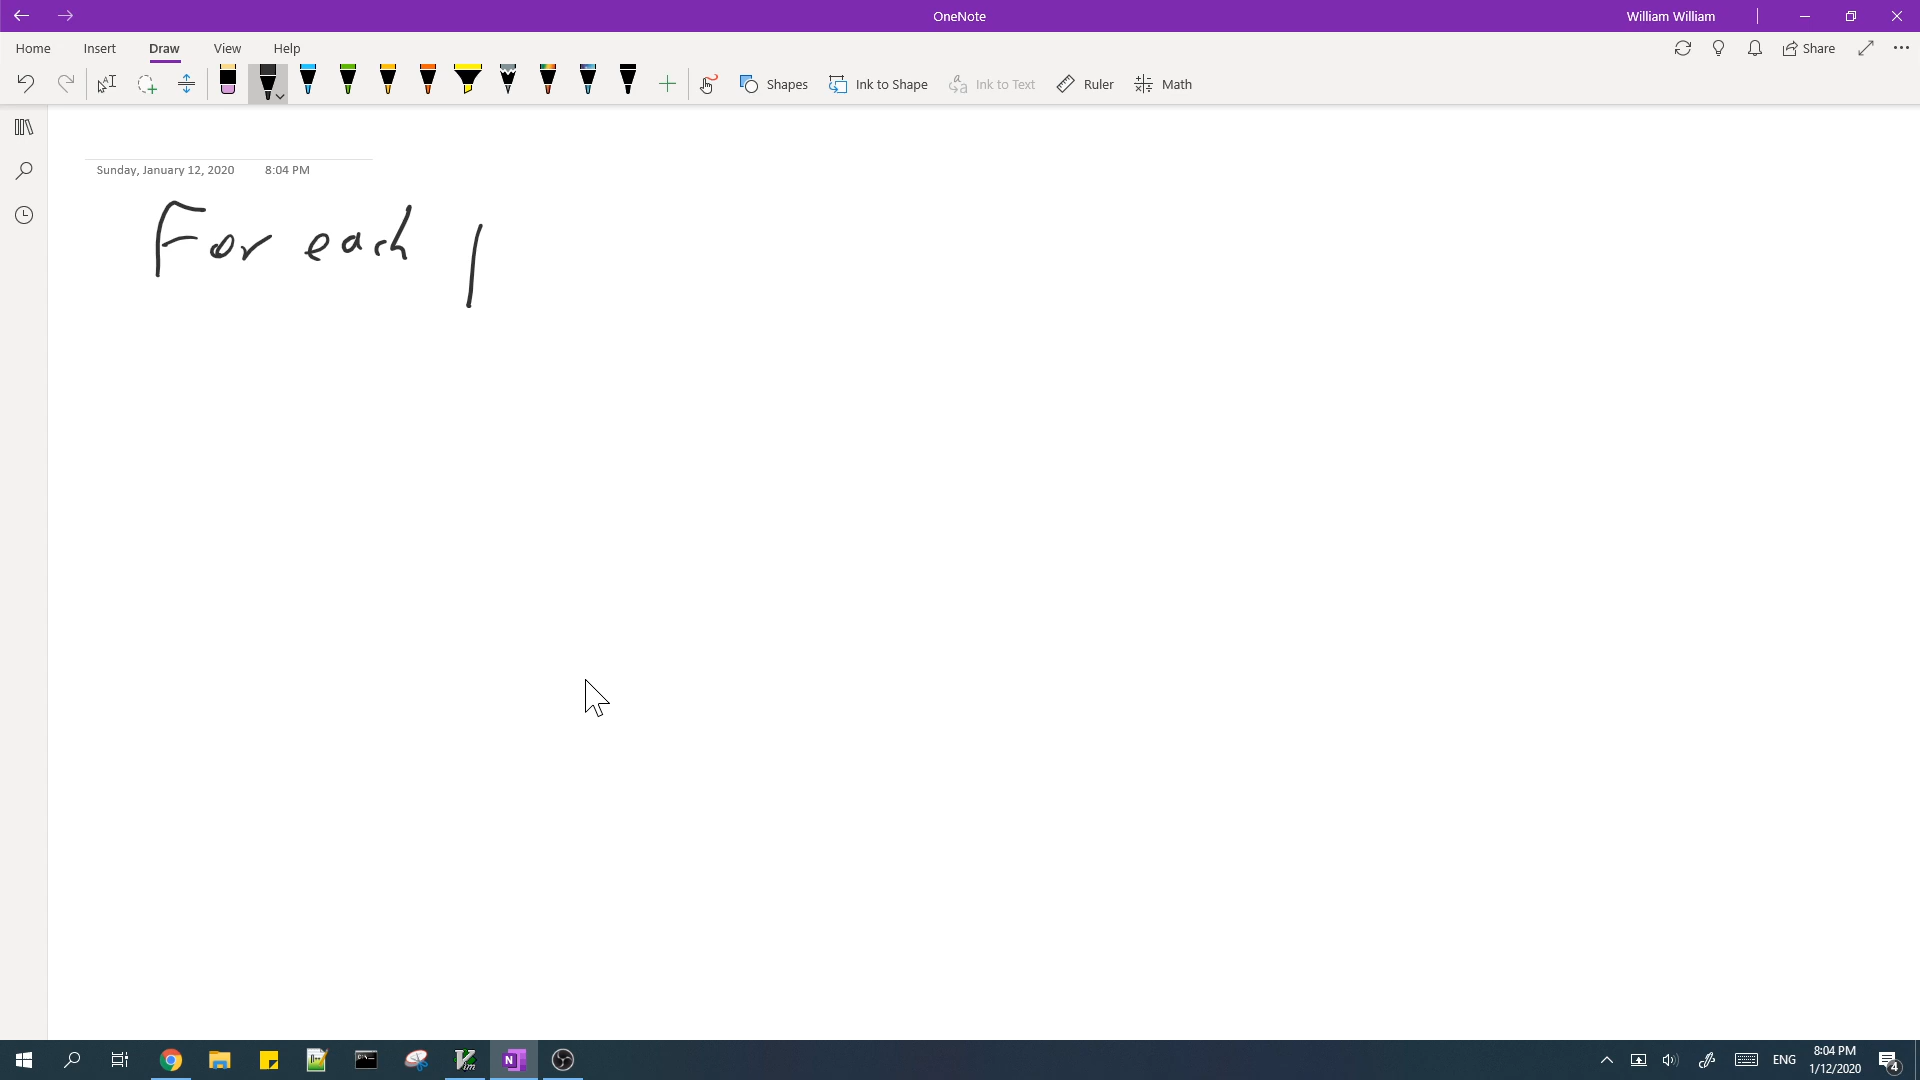 OneNote
William William
Home Insert Draw View Help
Share
Shapes Ink to Shape Ink to Text Ruler Math
Sunday, January 12, 2020 8:04 PM
For each
ENG
8:04 PM
1/12/2020
4